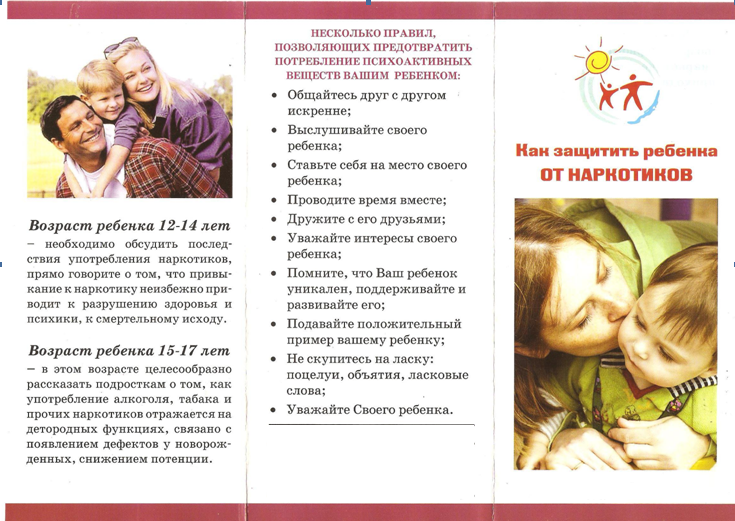 Возраст ребенка 12-14 лет
– необходимо обсудить послед-
ствия употребления наркотиков,
прямо говорите о том, что привы-
кание к наркотику неизбежно при-
водит к разрушению здоровья и
психики, к смертельному исходу.
Возраст ребенка 15-17 лет
– в этом возрасте целесообразно
рассказать подросткам о том, как
употребление алкоголя, табака и
прочих наркотиков отражается на
детородных функциях, связано с
появлением дефектов у новорож-
денных, снижением потенции.
НЕСКОЛЬКО ПРАВИЛ,
ПОЗВОЛЯЮЩИХ ПРЕДОТВРАТИТЬ
ПОТРЕБЛЕНИЕ ПСИХОАКТИВНЫХ
ВЕЩЕСТВ ВАШИМ РЕБЕНКОМ:
• Общайтесь друг с другом
искренне;
• Выслушивайте своего
ребенка;
• Ставьте себя на место своего
ребенка;
• Проводите время вместе;
• Дружите с его друзьями;
• Уважайте интересы своего
ребенка;
• Помните, что Ваш ребенок
уникален, поддерживайте и
развивайте его;
• Подавайте положительный
пример вашему ребенку;
• Не скупитесь на ласку:
поцелуи, объятия, ласковые
слова;
• Уважайте Своего ребенка.
Как защитить ребенка
ОТ НАРКОТИКОВ